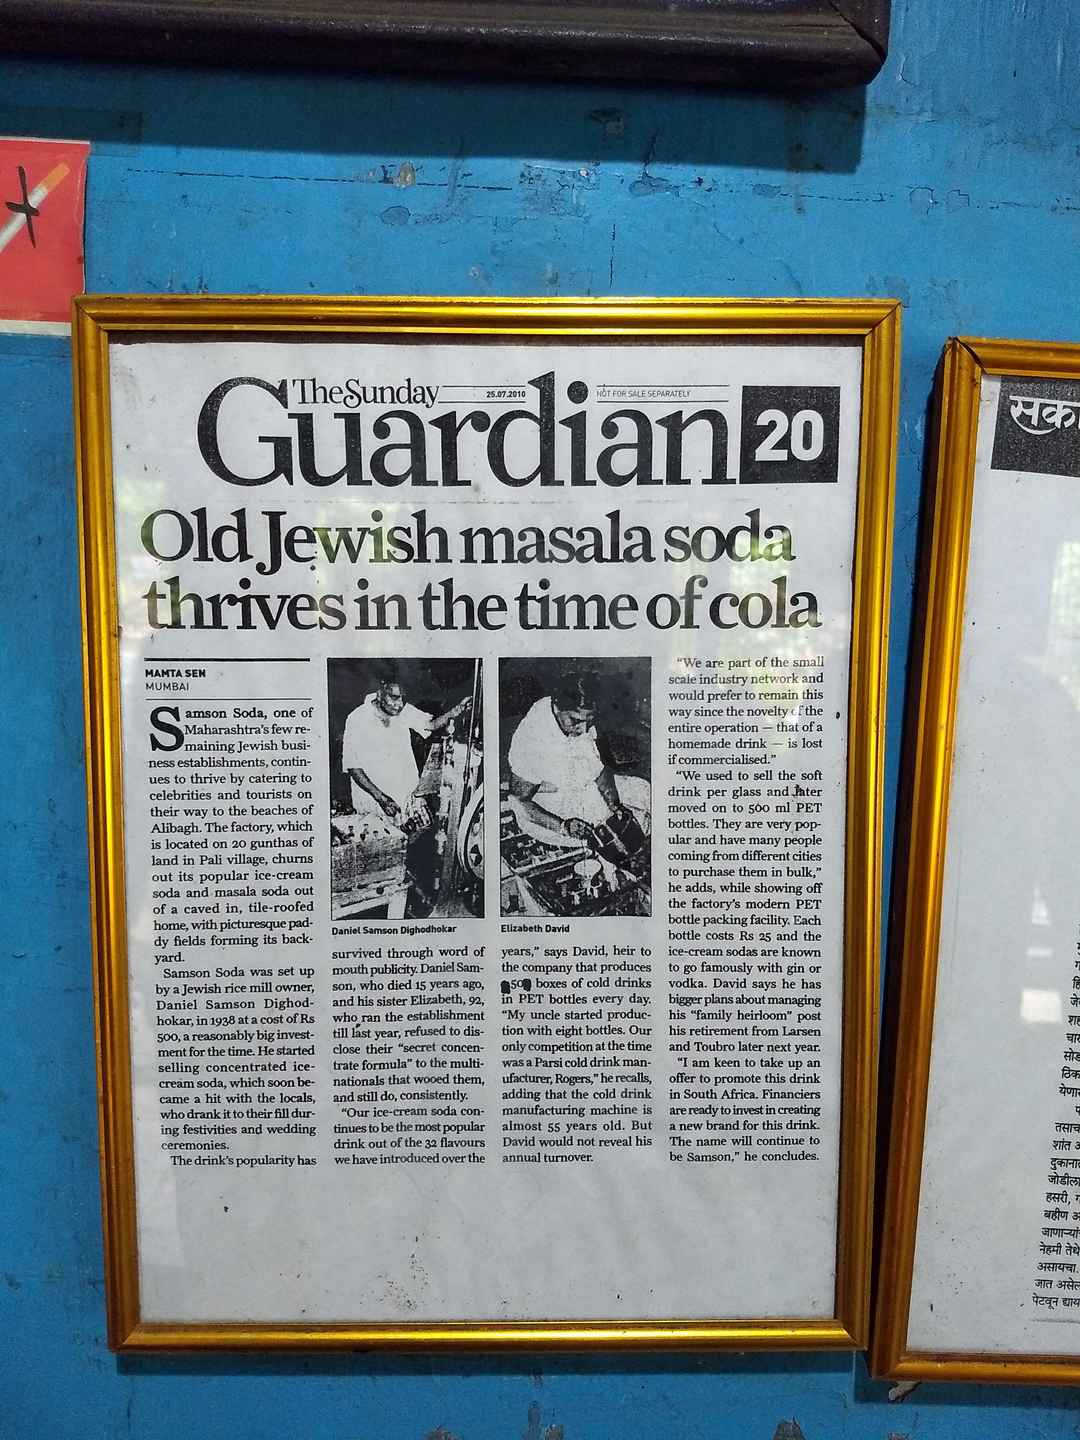 The Sunday
25.07.2010
NOT FOR SALE SEPARATELY
Guardian
20
Old Jewish masala soda
thrives in the time of cola
MAMTA SEN
MUMBAI
Samson Soda, one of
Maharashtra's few re-
maining Jewish busi-
ness establishments, contin-
ues to thrive by catering to
celebrities and tourists on
their way to the beaches of
Alibagh. The factory, which
is located on 20 gunthas of
land in Pali village, churns
out its popular ice-cream
soda and masala soda out
of a caved in, tile-roofed
home, with picturesque pad-
dy fields forming its back-
yard.
Samson Soda was set up
by a Jewish rice mill owner,
Daniel Samson Dighod-
hokar, in 1938 at a cost of Rs
500, a reasonably big invest-
ment for the time. He started
selling concentrated ice-
cream soda, which soon be-
came a hit with the locals,
who drank it to their fill dur-
ing festivities and wedding
ceremonies.
The drink's popularity has
Daniel Samson Dighodhokar
survived through word of
mouth publicity. Daniel Sam-
son, who died 15 years ago,
and his sister Elizabeth, 92,
who ran the establishment
till last year, refused to dis-
close their "secret concen-
trate formula" to the multi-
nationals that wooed them,
and still do, consistently.
"Our ice-cream soda con-
tinues to be the most popular
drink out of the 32 flavours
we have introduced over the
Elizabeth David
years," says David, heir to
the company that produces
50 boxes of cold drinks
in PET bottles every day.
"My uncle started produc-
tion with eight bottles. Our
only competition at the time
was a Parsi cold drink man-
ufacturer, Rogers," he recalls,
adding that the cold drink
manufacturing machine is
almost 55 years old. But
David would not reveal his
annual turnover.
"We are part of the small
scale industry network and
would prefer to remain this
way since the novelty of the
entire operation — that of a
homemade drink — is lost
if commercialised."
"We used to sell the soft
drink per glass and later
moved on to 500 ml PET
bottles. They are very pop-
ular and have many people
coming from different cities
to purchase them in bulk,"
he adds, while showing off
the factory's modern PET
bottle packing facility. Each
bottle costs Rs 25 and the
ice-cream sodas are known
to go famously with gin or
vodka. David says he has
bigger plans about managing
his "family heirloom" post
his retirement from Larsen
and Toubro later next year.
"I am keen to take up an
offer to promote this drink
in South Africa. Financiers
are ready to invest in creating
a new brand for this drink.
The name will continue to
be Samson," he concludes.
सका
शांत
दुकानात
जोडीला
हसरी,
बहीण
जाणाऱ्यां
नेहमी तेथे
असायचा.
जात असेल
पेटवून द्याय